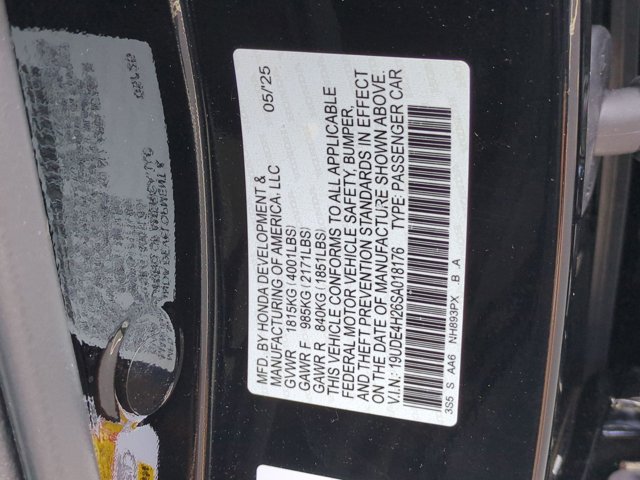 MFD. BY HONDA DEVELOPMENT & 05/25
MANUFACTURING OF AMERICA, LLC
GVWR 1815KG (4001LBS)
GAWR F 985KG (2171LBS)
GAWR R 840KG (1851LBS)
THIS VEHICLE CONFORMS TO ALL APPLICABLE
FEDERAL MOTOR VEHICLE SAFETY, BUMPER,
AND THEFT PREVENTION STANDARDS IN EFFECT
ON THE DATE OF MANUFACTURE SHOWN ABOVE.
V.I.N.: 19UDE4H26SA018176 TYPE: PASSENGER CAR
3S5 S AA6 NH893PX B A